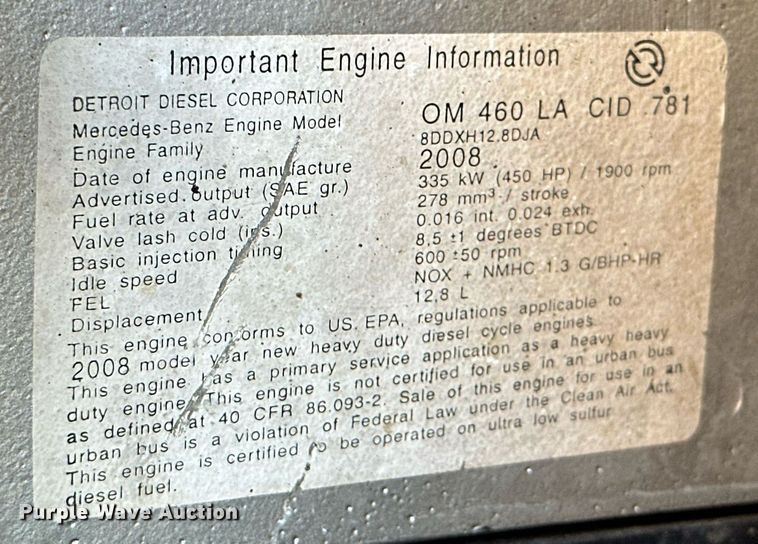 Important Engine Information
DETROIT DIESEL CORPORATION
Mercedes-Benz Engine Model OM 460 LA CID 781
Engine Family 8DDXH12.8DJA
Date of engine manufacture 2008
Advertised output (SAE gr.) 335 kW (450 HP) / 1900 rpm
Fuel rate at adv. output 278 mm³ / stroke
Valve lash cold (ins.) 0.016 int. 0.024 exh.
Basic injection timing 8,5 ±1 degrees BTDC
Idle speed 600 ±50 rpm
FEL NOX + NMHC 1.3 G/BHP-HR
Displacement 12,8 L
This engine conforms to US. EPA, regulations applicable to
2008 model year new heavy duty diesel cycle engines
This engine has a primary service application as a heavy heavy
duty engine. This engine is not certified for use in an urban bus
as defined at 40 CFR 86.093-2. Sale of this engine for use in an
urban bus is a violation of Federal Law under the Clean Air Act.
This engine is certified to be operated on ultra low sulfur
diesel fuel.
Purple Wave Auction